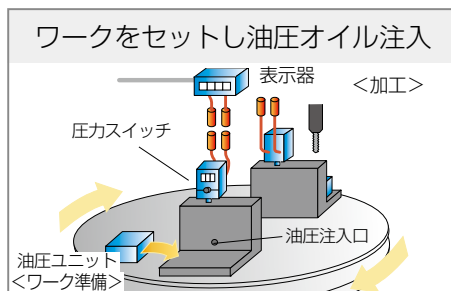 ワークをセットし油圧オイル注入
表示器
<加工>
圧力スイッチ
油圧注入口
油圧ユニット
<ワーク準備>